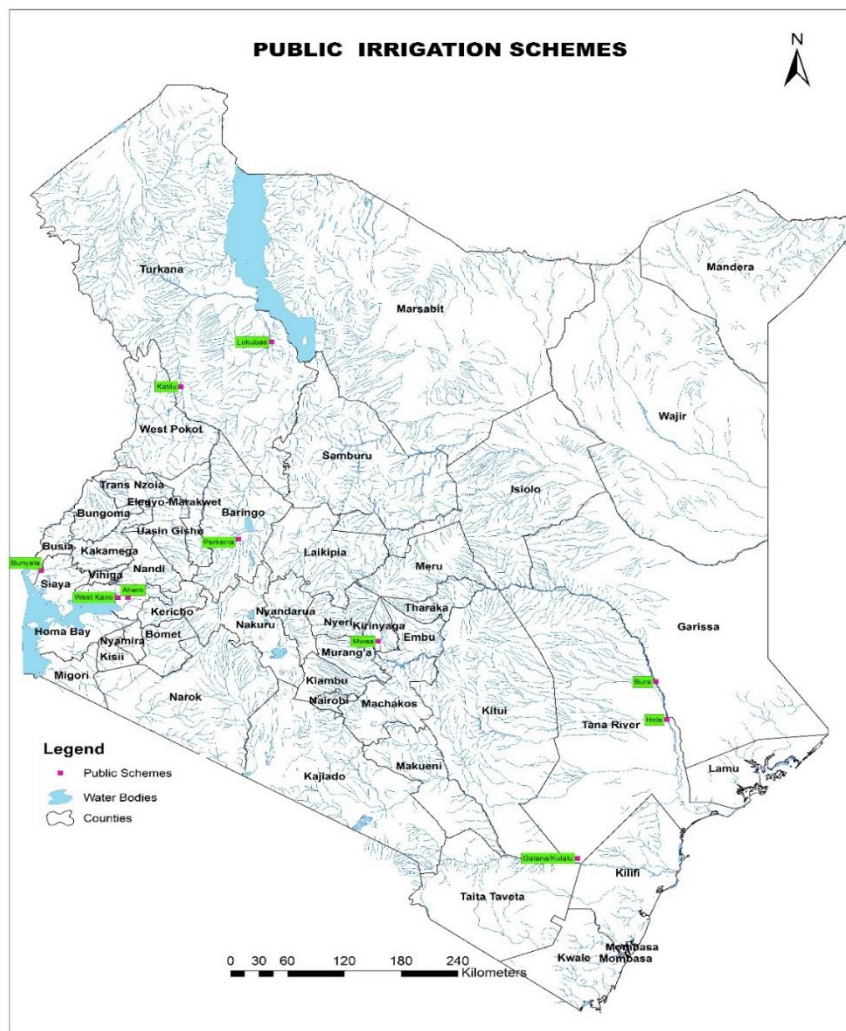 PUBLIC IRRIGATION SCHEMES
N
Mandera
Turkana
Marsabit
Lokubae
Katilu
Wajir
West Pokot
Samburu
Trans Nzoia
Isiolo
Elegyo-Marakwet
Bungoma
Baringo
Uasin Gishu
Perkerra
Busia
Kakamega
Laikipia
Bunyala
Meru
Nandi
Vihiga
Siaya
Ahero
West Kano
Tharaka
Kericho
Nyandarua
Nyeri
Kirinyaga
Garissa
Homa Bay
Nakuru
Embu
Bomet
Nyamira
Mwea
Murang'a
Kisii
Migori
Kiambu
Bura
Narok
Nairobi
Machakos
Kitui
Hola
Tana River
Legend
Makueni
Lamu
Public Schemes
Kajiado
Water Bodies
Counties
Galana/Kulalu
Kilifi
Taita Taveta
Mombasa
Kwale
Mombasa
0 30 60 120 180 240
Kilometers